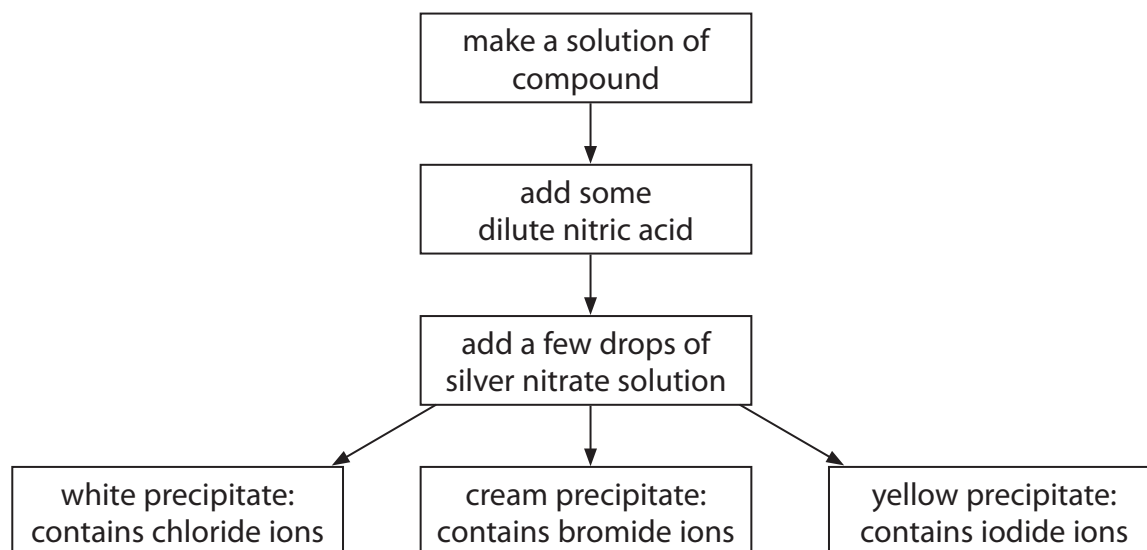 make a solution of
compound
add some
dilute nitric acid
add a few drops of
silver nitrate solution
white precipitate:
contains chloride ions
cream precipitate:
contains bromide ions
yellow precipitate:
contains iodide ions